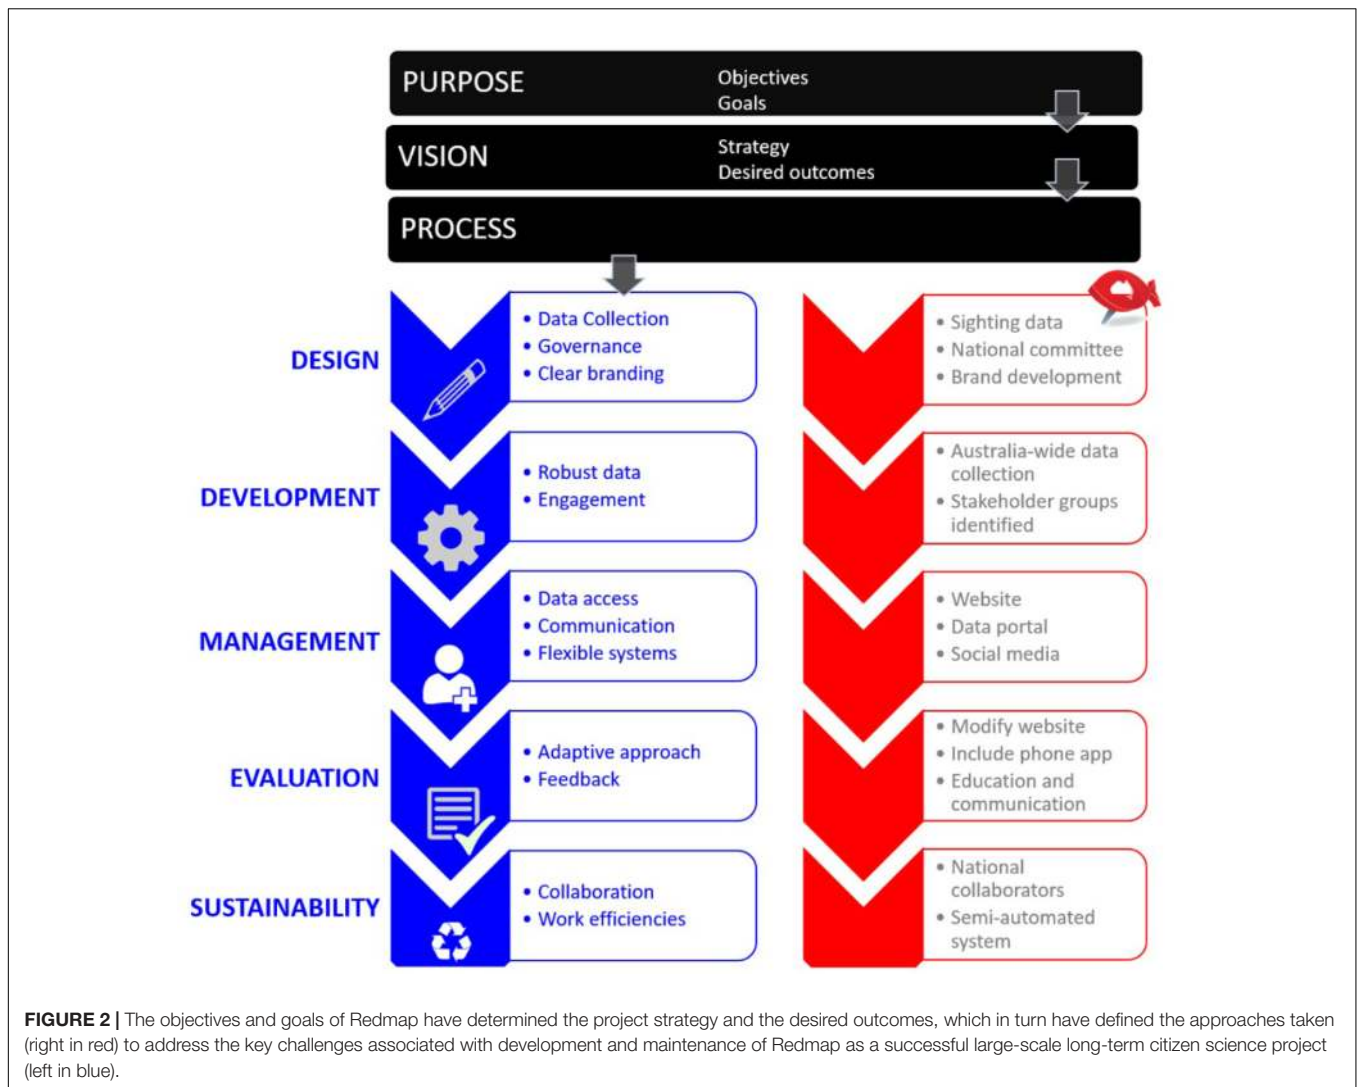 PURPOSE
Objectives
Goals
VISION
Strategy
Desired outcomes
PROCESS
DESIGN
• Data Collection
• Governance
• Clear branding
• Sighting data
• National committee
• Brand development
DEVELOPMENT
• Robust data
• Engagement
• Australia-wide data
collection
• Stakeholder groups
identified
MANAGEMENT
• Data access
• Communication
• Flexible systems
• Website
• Data portal
• Social media
EVALUATION
• Adaptive approach
• Feedback
• Modify website
• Include phone app
• Education and
communication
SUSTAINABILITY
• Collaboration
• Work efficiencies
• National
collaborators
• Semi-automated
system
FIGURE 2 | The objectives and goals of Redmap have determined the project strategy and the desired outcomes, which in turn have defined the approaches taken
(right in red) to address the key challenges associated with development and maintenance of Redmap as a successful large-scale long-term citizen science project
(left in blue).